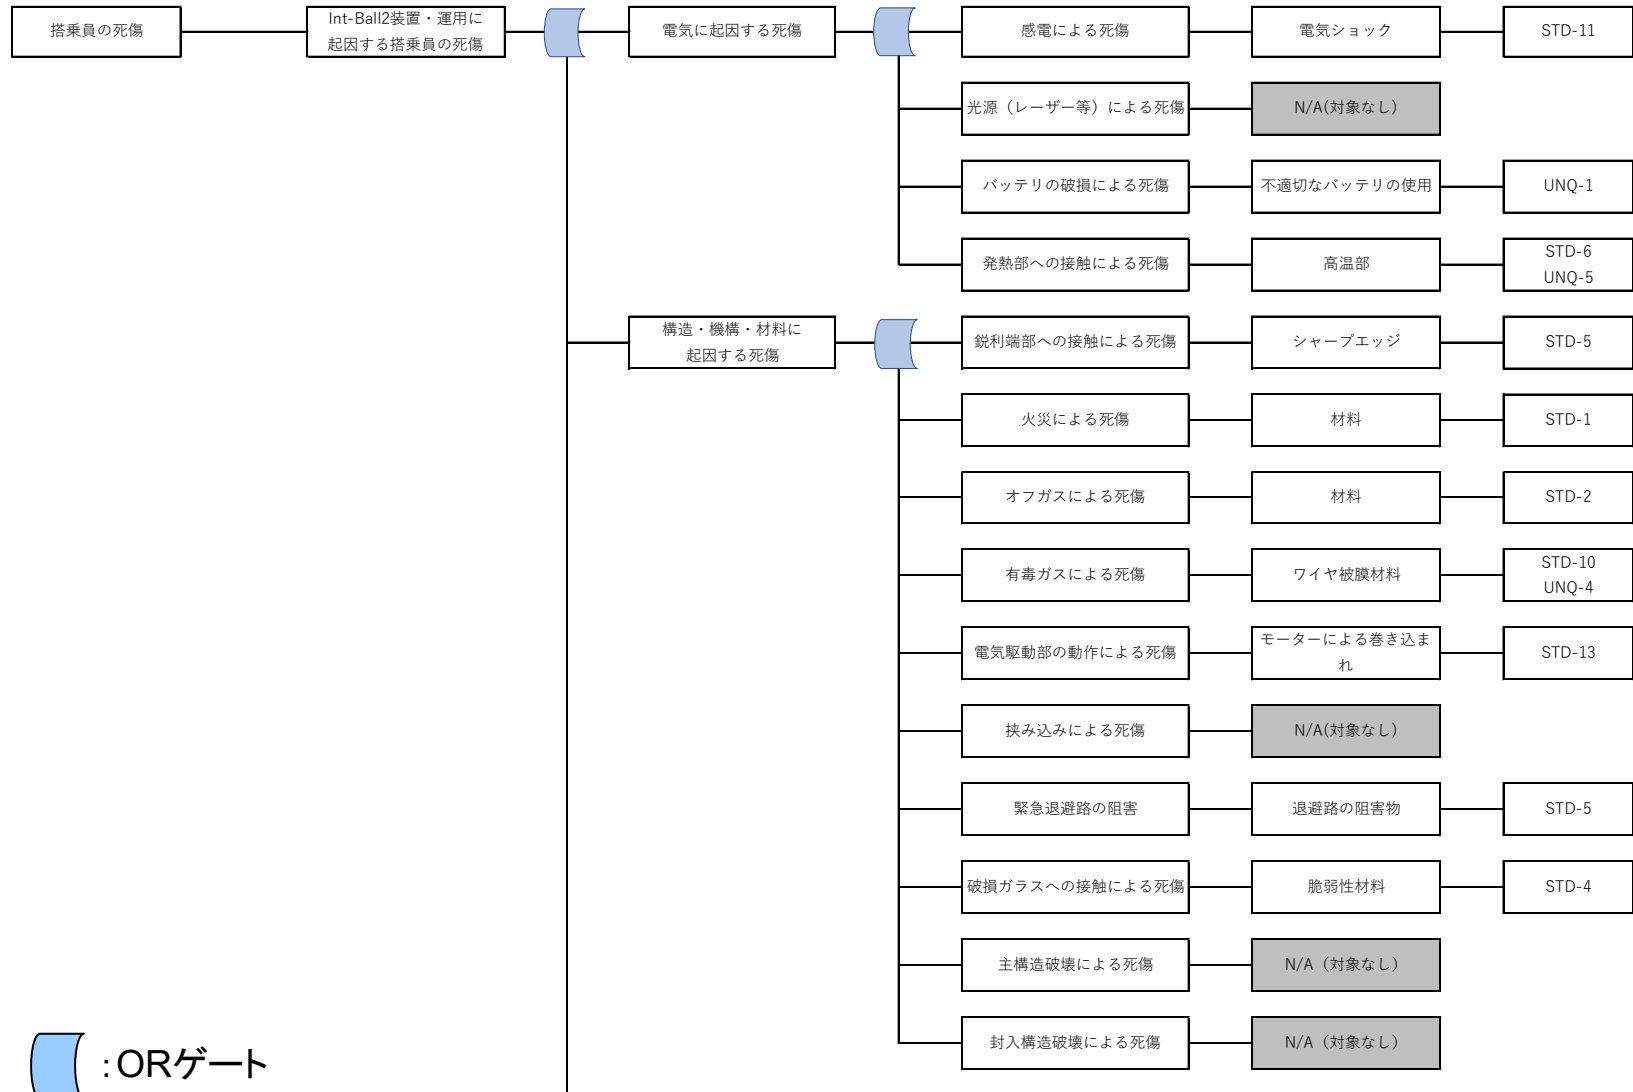 搭乗員の死傷
Int-Ball2装置・運用に
起因する搭乗員の死傷
電気に起因する死傷
感電による死傷
電気ショック
STD-11
光源（レーザー等）による死傷
N/A(対象なし）
バッテリの破損による死傷
不適切なバッテリの使用
UNQ-1
発熱部への接触による死傷
高温部
STD-6
UNQ-5
構造・機構・材料に
起因する死傷
鋭利端部への接触による死傷
シャープエッジ
STD-5
火災による死傷
材料
STD-1
オフガスによる死傷
材料
STD-2
有毒ガスによる死傷
ワイヤ被膜材料
STD-10
UNQ-4
電気駆動部の動作による死傷
モーターによる巻き込ま
れ
STD-13
挟み込みによる死傷
N/A(対象なし）
緊急退避路の阻害
退避路の阻害物
STD-5
破損ガラスへの接触による死傷
脆弱性材料
STD-4
主構造破壊による死傷
N/A（対象なし）
封入構造破壊による死傷
N/A（対象なし）
：ORゲート